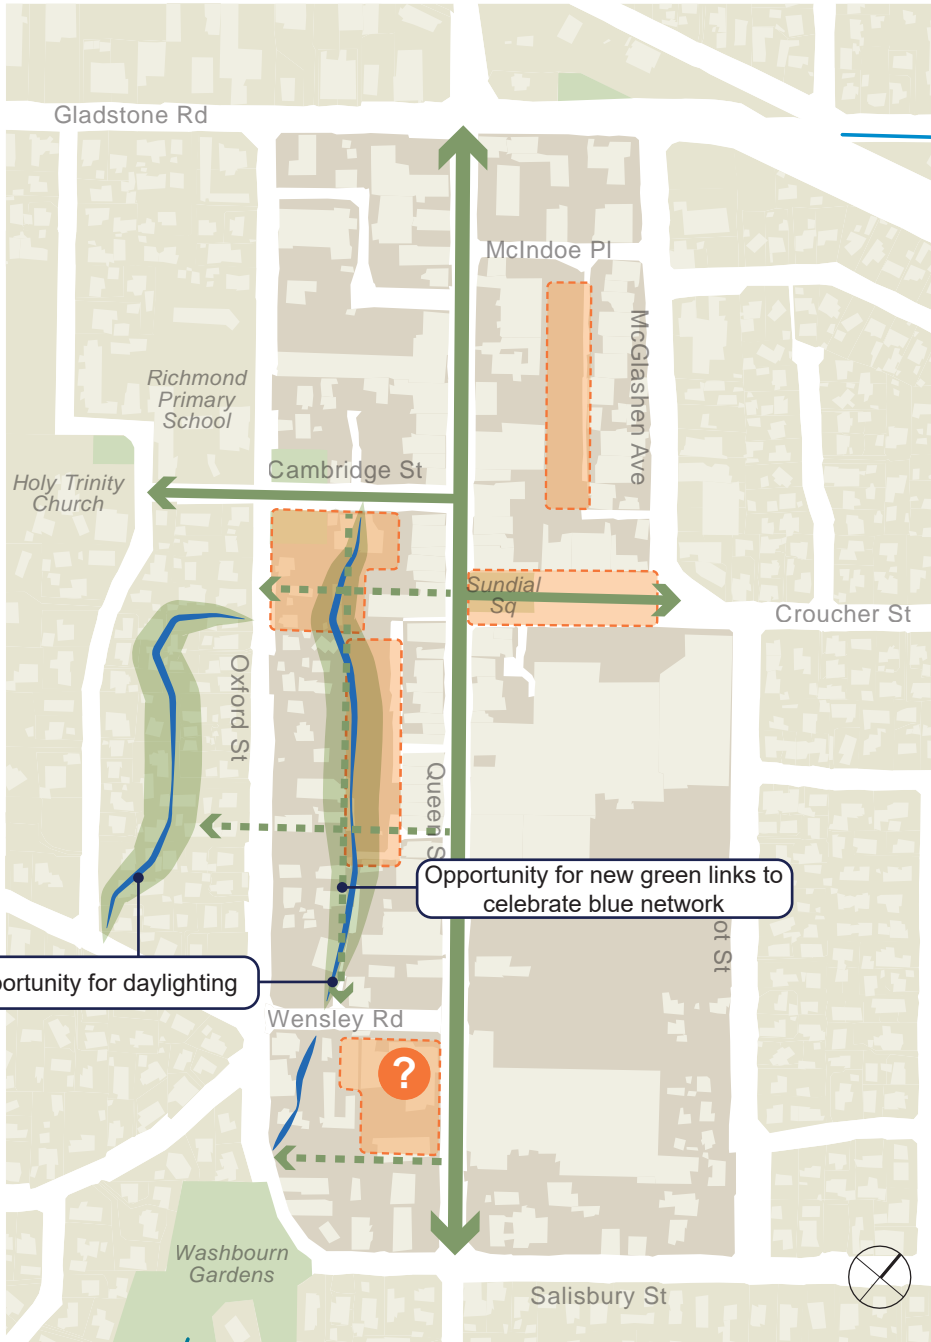 Gladstone Rd
McIndoe Pl
McGlashen Ave
Richmond
Primary
School
Cambridge St
Holy Trinity
Church
Sundial
Sq
Croucher St
Oxford St
Queen S
Opportunity for new green links to
celebrate blue network
ot St
portunity for daylighting
Wensley Rd
?
Washbourn
Gardens
Salisbury St